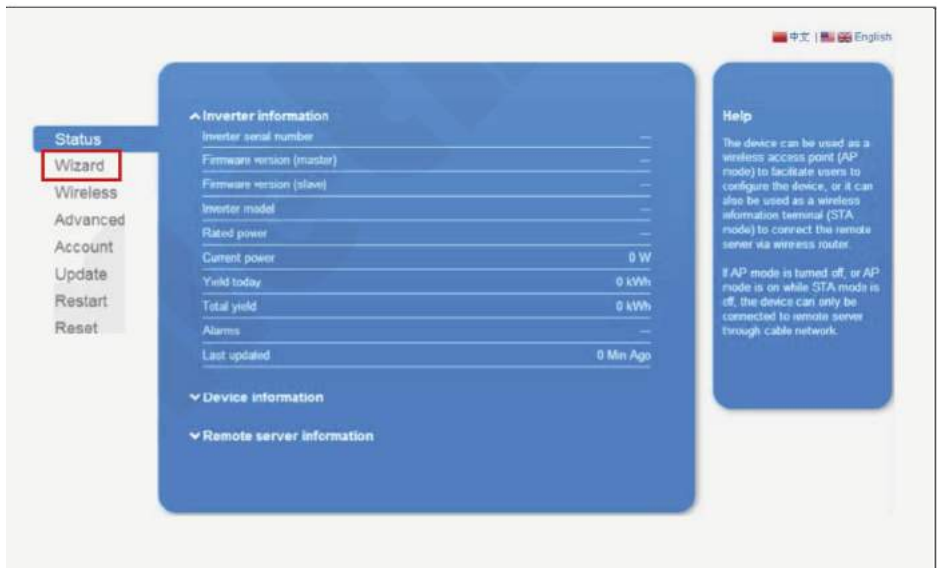 中文 | English
Status
Wizard
Wireless
Advanced
Account
Update
Restart
Reset
Inverter information
Inverter serial number ---
Firmware version (master) ---
Firmware version (slave) ---
Inverter model ---
Rated power ---
Current power 0 W
Yield today 0 kWh
Total yield 0 kWh
Alarms ---
Last updated 0 Min Ago
Device information
Remote server information
Help
The device can be used as a
wireless access point (AP
mode) to facilitate users to
configure the device, or it can
also be used as a wireless
information terminal (STA
mode) to connect the remote
server via wireless router.
If AP mode is turned off, or AP
mode is on while STA mode is
off, the device can only be
connected to remote server
through cable network.